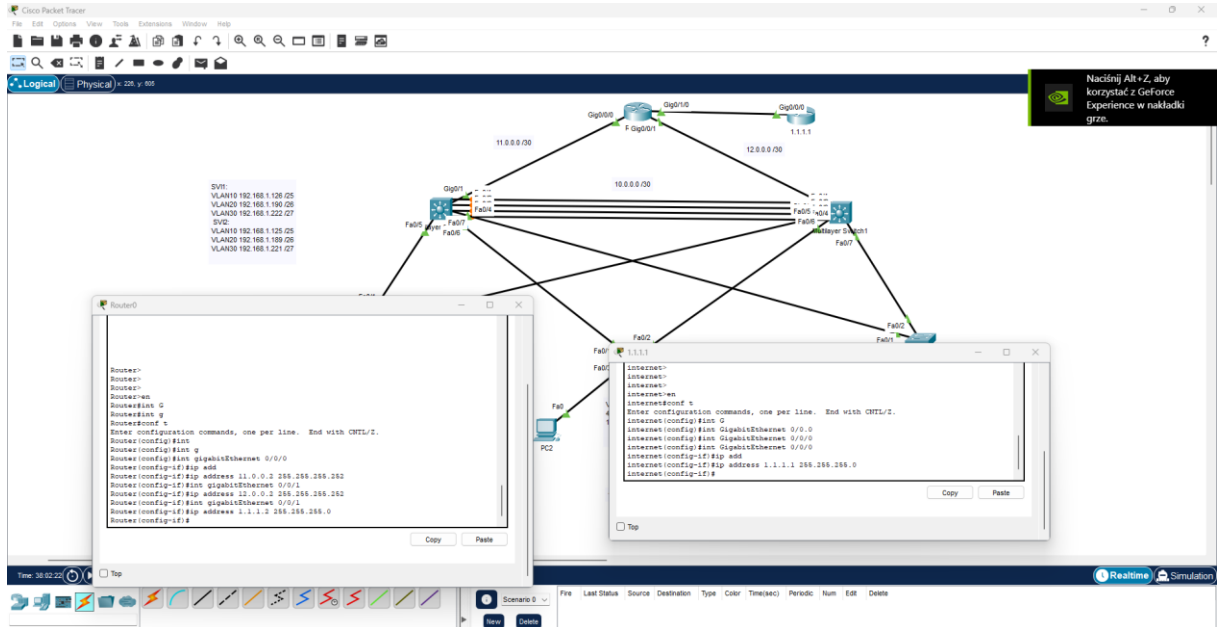 Cisco Packet Tracer
File Edit Options View Tools Extensions Window Help
?
Logical
Physical
x: 226, y: 605
Naciśnij Alt+Z, aby
korzystać z GeForce
Experience w nakładki
grze.
Gig0/0/0
Gig0/1/0
Gig0/0/0
F Gig0/0/1
1.1.1.1
11.0.0.0 /30
12.0.0.0 /30
10.0.0.0 /30
SVI1:
VLAN10 192.168.1.126 /25
VLAN20 192.168.1.190 /26
VLAN30 192.168.1.222 /27
SVI2:
VLAN10 192.168.1.125 /25
VLAN20 192.168.1.189 /26
VLAN30 192.168.1.221 /27
Gig0/1
Fa0/4
Fa0/5
Fa0/7
Fa0/6
Fa0/5
Fa0/6
Multilayer Switch1
Fa0/7
Fa0/2
Fa0/1
Fa0/2
Fa0
PC2
Router0
Router>
Router>
Router>
Router>en
Router#int G
Router#int g
Router#conf t
Enter configuration commands, one per line. End with CNTL/Z.
Router(config)#int
Router(config)#int g
Router(config)#int gigabitEthernet 0/0/0
Router(config-if)#ip add
Router(config-if)#ip address 11.0.0.2 255.255.255.252
Router(config-if)#int gigabitEthernet 0/0/1
Router(config-if)#ip address 12.0.0.2 255.255.255.252
Router(config-if)#int gigabitEthernet 0/0/1
Router(config-if)#ip address 1.1.1.2 255.255.255.0
Router(config-if)#
Copy Paste
Top
1.1.1.1
internet>
internet>
internet>
internet>en
internet#conf t
Enter configuration commands, one per line. End with CNTL/Z.
internet(config)#int G
internet(config)#int GigabitEthernet 0/0.0
internet(config)#int GigabitEthernet 0/0/0
internet(config)#int GigabitEthernet 0/0/0
internet(config-if)#ip add
internet(config-if)#ip address 1.1.1.1 255.255.255.0
internet(config-if)#
Copy Paste
Top
Time: 38:02:22
Realtime
Simulation
Scenario 0
New Delete
Fire Last Status Source Destination Type Color Time(sec) Periodic Num Edit Delete